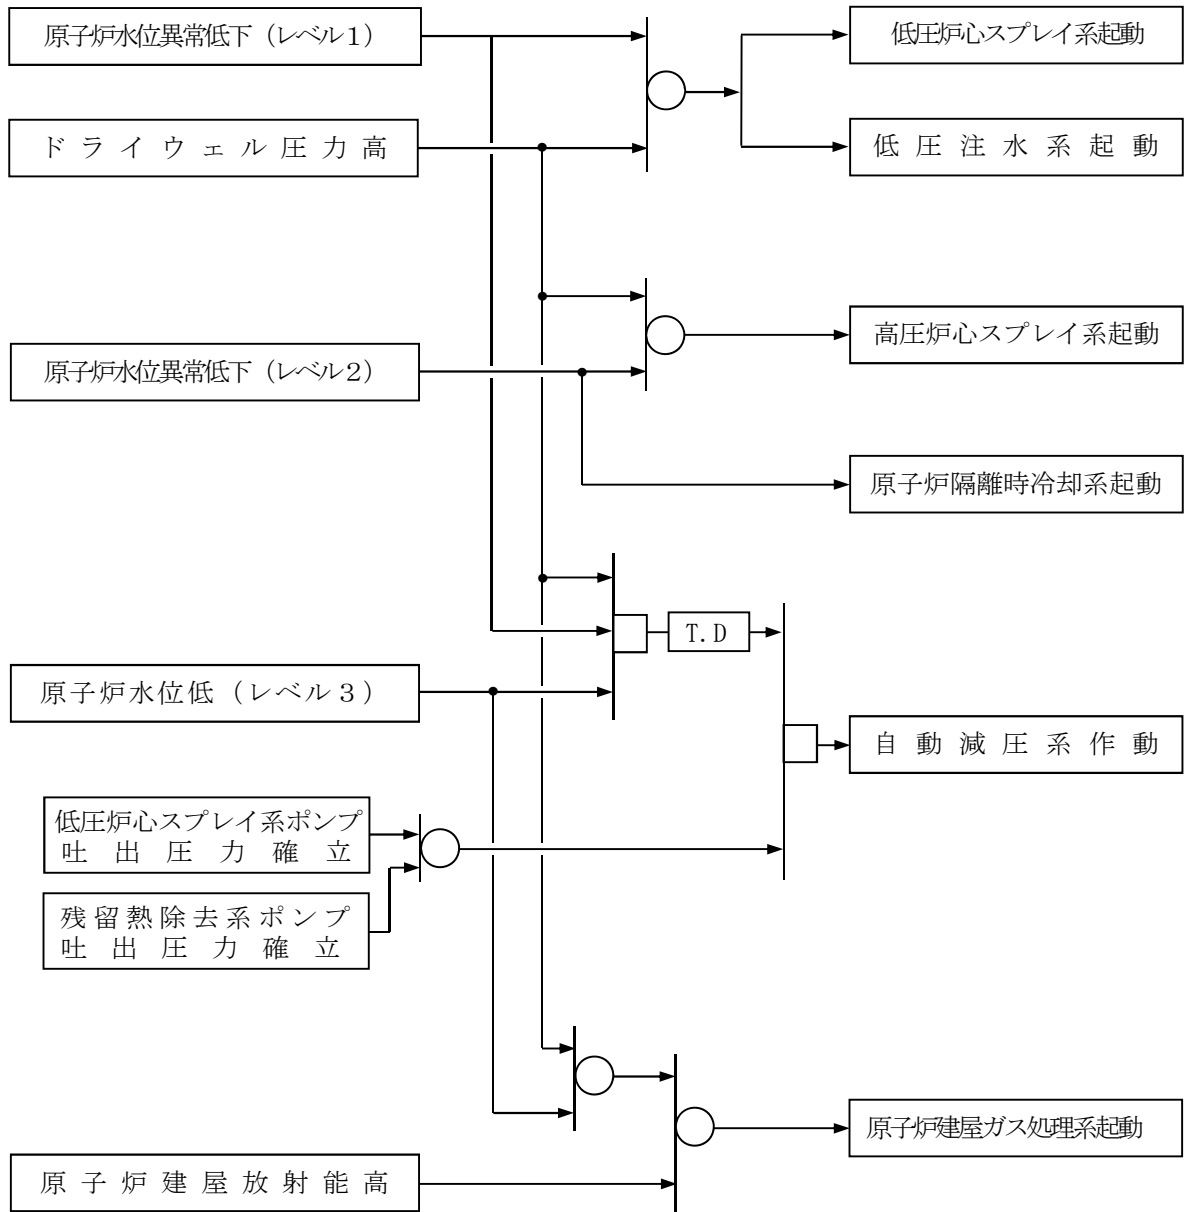 原子炉水位異常低下（レベル１）
低圧炉心スプレイ系起動
ドライウェル圧力高
低圧注水系起動
高圧炉心スプレイ系起動
原子炉水位異常低下（レベル２）
原子炉隔離時冷却系起動
T.D
原子炉水位低（レベル３）
自動減圧系作動
低圧炉心スプレイ系ポンプ
吐出圧力確立
残留熱除去系ポンプ
吐出圧力確立
原子炉建屋ガス処理系起動
原子炉建屋放射能高